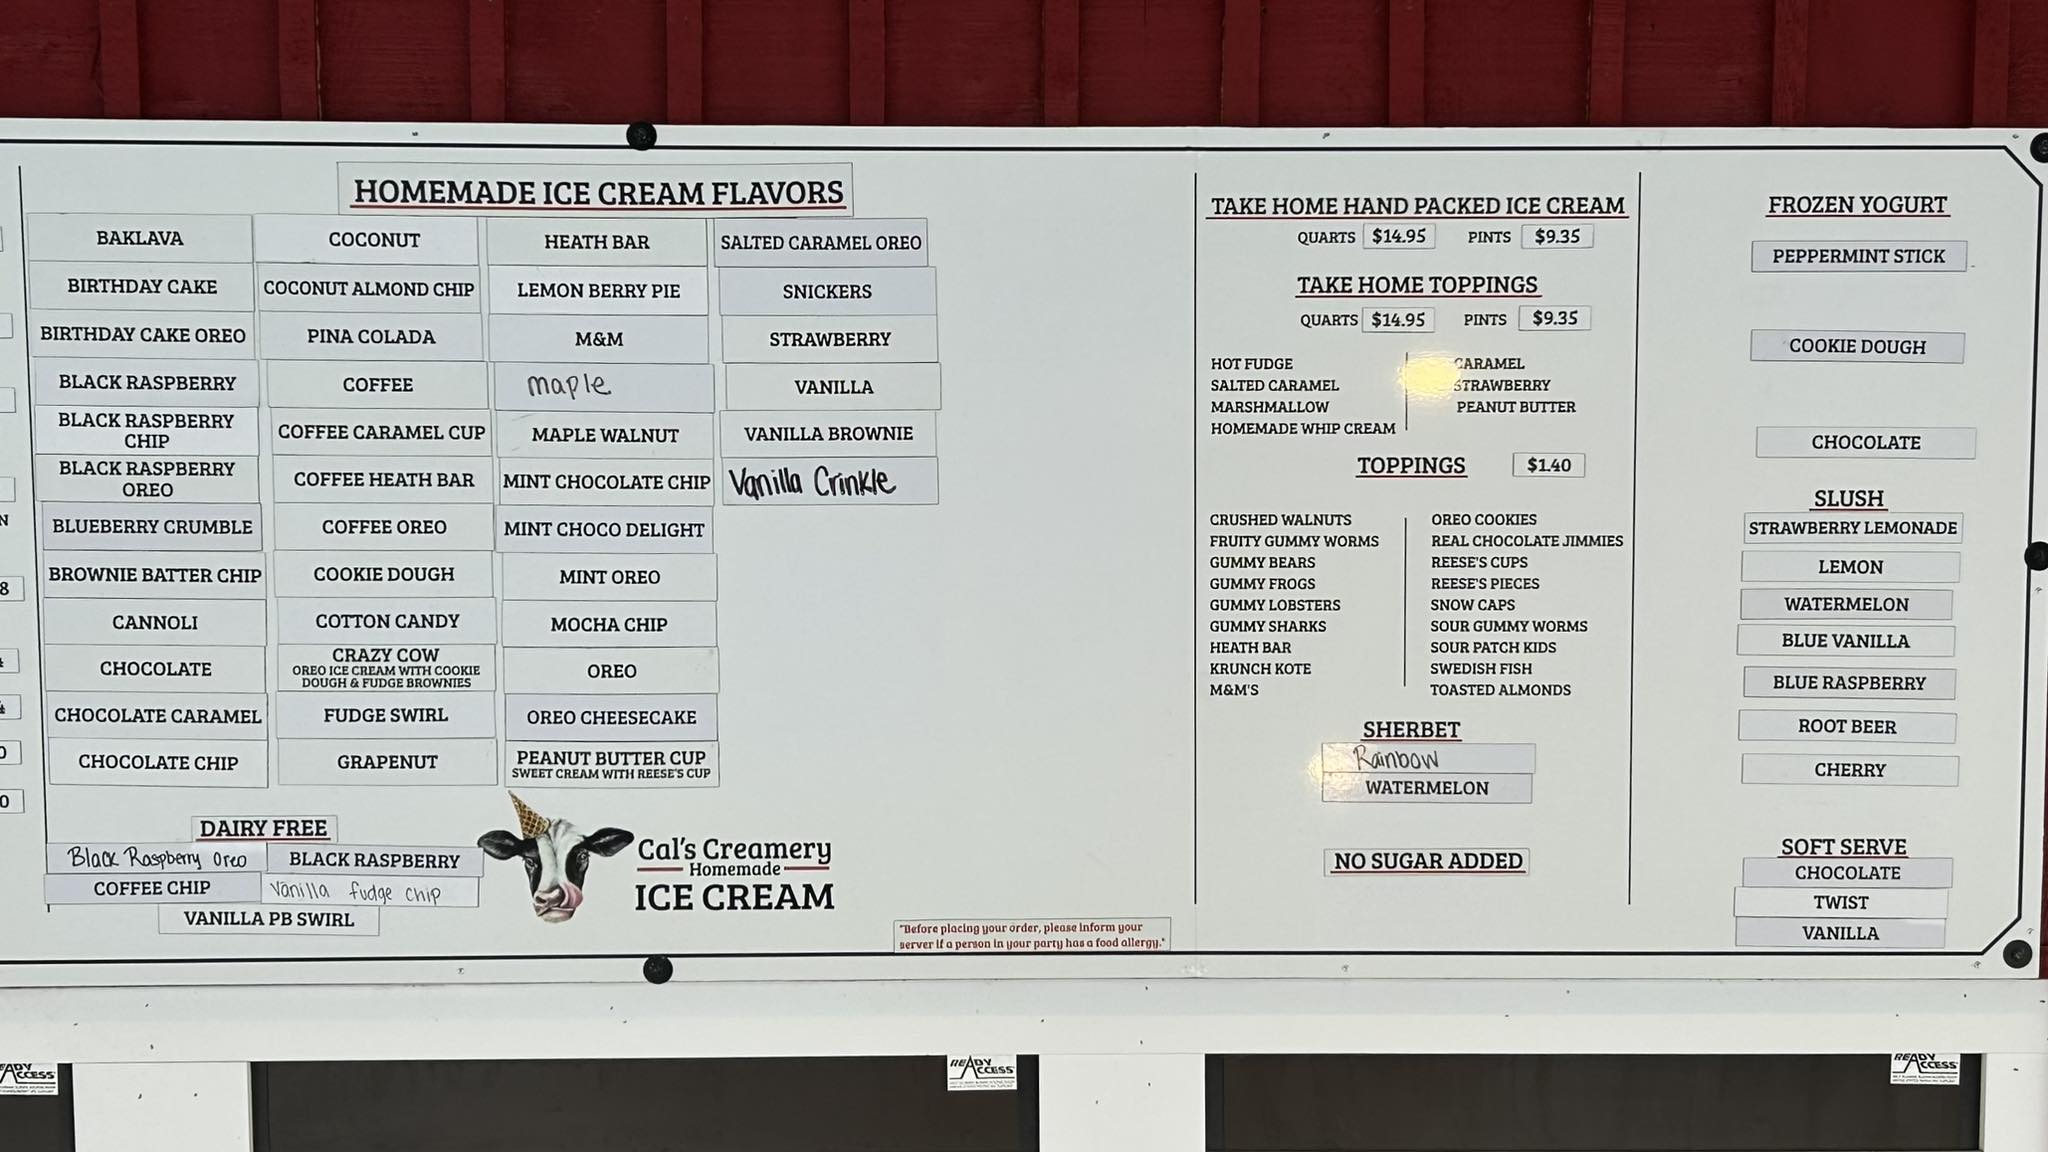 HOMEMADE ICE CREAM FLAVORS
BAKLAVA
BIRTHDAY CAKE
BIRTHDAY CAKE OREO
BLACK RASPBERRY
BLACK RASPBERRY
CHIP
BLACK RASPBERRY
OREO
BLUEBERRY CRUMBLE
BROWNIE BATTER CHIP
CANNOLI
CHOCOLATE
CHOCOLATE CARAMEL
CHOCOLATE CHIP
COCONUT
COCONUT ALMOND CHIP
PINA COLADA
COFFEE
COFFEE CARAMEL CUP
COFFEE HEATH BAR
COFFEE OREO
COOKIE DOUGH
COTTON CANDY
CRAZY COW
OREO ICE CREAM WITH COOKIE
DOUGH & FUDGE BROWNIES
FUDGE SWIRL
GRAPENUT
HEATH BAR
LEMON BERRY PIE
M&M
maple
MAPLE WALNUT
MINT CHOCOLATE CHIP
MINT CHOCO DELIGHT
MINT OREO
MOCHA CHIP
OREO
OREO CHEESECAKE
PEANUT BUTTER CUP
SWEET CREAM WITH REESE'S CUP
SALTED CARAMEL OREO
SNICKERS
STRAWBERRY
VANILLA
VANILLA BROWNIE
Vanilla Crinkle
DAIRY FREE
Black Raspberry Oreo
BLACK RASPBERRY
COFFEE CHIP
Vanilla fudge chip
VANILLA PB SWIRL
Cal's Creamery
Homemade
ICE CREAM
"Before placing your order, please inform your
server if a person in your party has a food allergy."
TAKE HOME HAND PACKED ICE CREAM
QUARTS $14.95 PINTS $9.35
TAKE HOME TOPPINGS
QUARTS $14.95 PINTS $9.35
HOT FUDGE
SALTED CARAMEL
MARSHMALLOW
HOMEMADE WHIP CREAM
CARAMEL
STRAWBERRY
PEANUT BUTTER
TOPPINGS $1.40
CRUSHED WALNUTS
FRUITY GUMMY WORMS
GUMMY BEARS
GUMMY FROGS
GUMMY LOBSTERS
GUMMY SHARKS
HEATH BAR
KRUNCH KOTE
M&M'S
OREO COOKIES
REAL CHOCOLATE JIMMIES
REESE'S CUPS
REESE'S PIECES
SNOW CAPS
SOUR GUMMY WORMS
SOUR PATCH KIDS
SWEDISH FISH
TOASTED ALMONDS
SHERBET
Rainbow
WATERMELON
NO SUGAR ADDED
FROZEN YOGURT
PEPPERMINT STICK
COOKIE DOUGH
CHOCOLATE
SLUSH
STRAWBERRY LEMONADE
LEMON
WATERMELON
BLUE VANILLA
BLUE RASPBERRY
ROOT BEER
CHERRY
SOFT SERVE
CHOCOLATE
TWIST
VANILLA
READY
ACCESS
READY
ACCESS